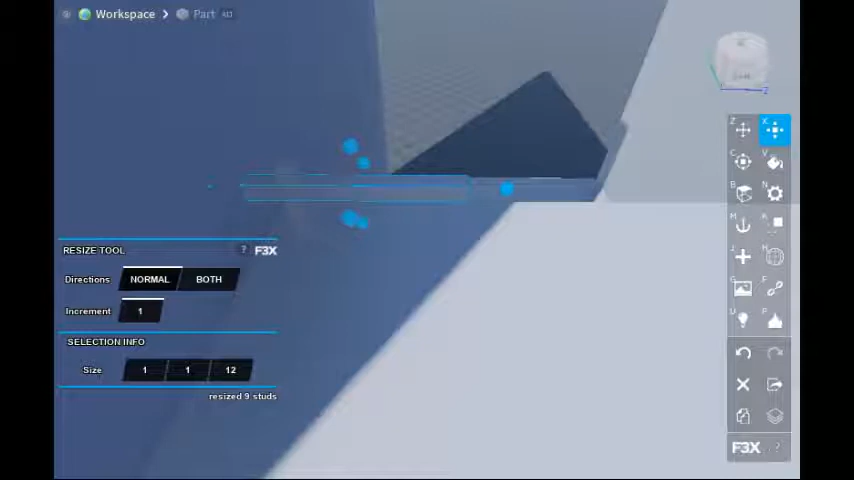 Workspace > Part
Z X
C V
B N
M K
J H
G F
U P
RESIZE TOOL ? F3X
Directions NORMAL BOTH
Increment 1
SELECTION INFO
Size 1 1 12
resized 9 studs
F3X ?
Z